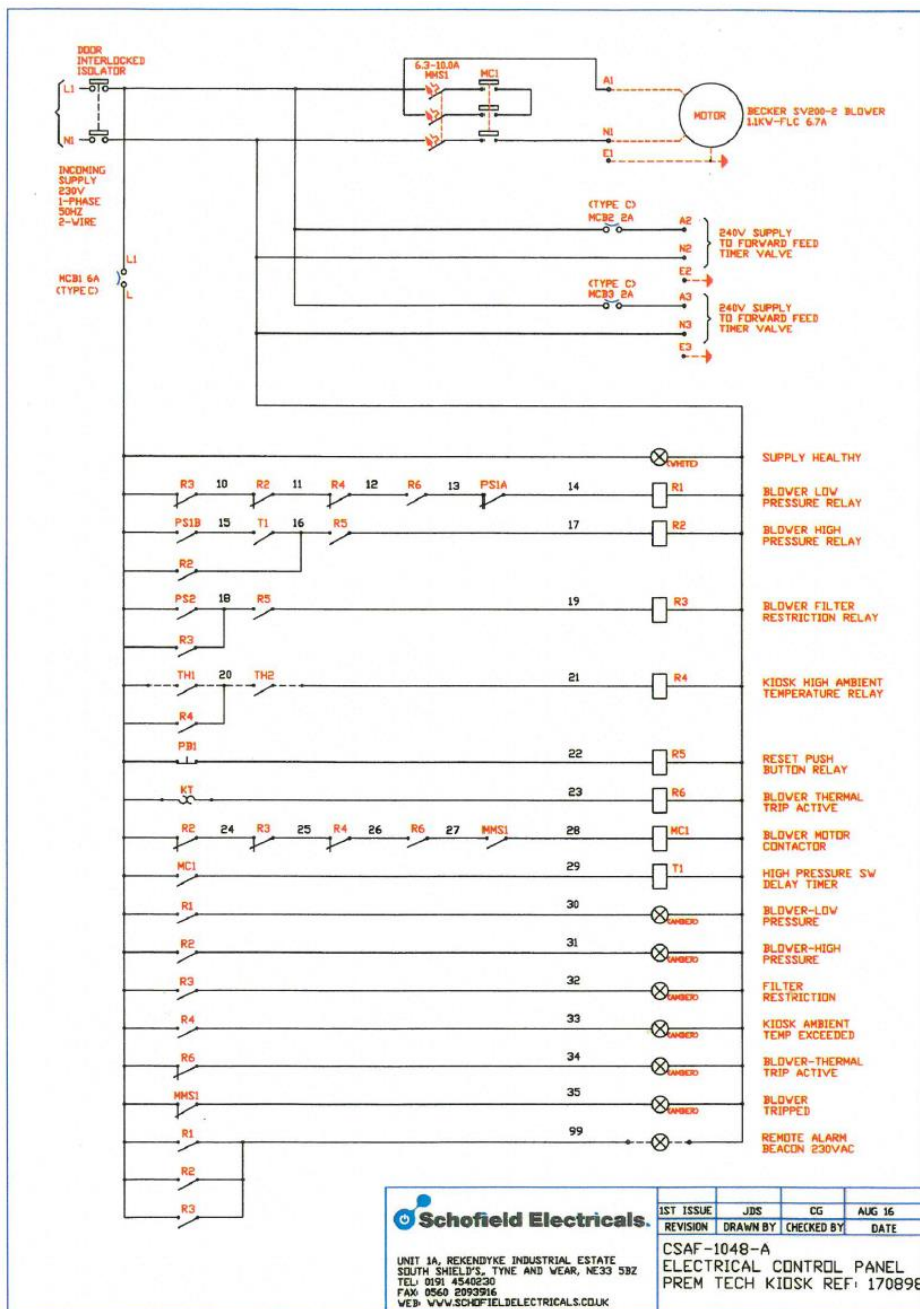 DOOR
INTERLOCKED
ISOLATOR
L1
N1
INCOMING
SUPPLY
230V
1-PHASE
50HZ
2-WIRE
6.3-10.0A
MMS1
MC1
A1
N1
E1
MOTOR
BECKER SV200-2 BLOWER
1.1KW-FLC 6.7A
(TYPE C)
MCB2 2A
A2
N2
E2
240V SUPPLY
TO FORWARD FEED
TIMER VALVE
L1
MCB1 6A
(TYPE C)
L
(TYPE C)
MCB3 2A
A3
N3
E3
240V SUPPLY
TO FORWARD FEED
TIMER VALVE
(WHITE)
SUPPLY HEALTHY
R3 10 R2 11 R4 12 R6 13 PS1A 14 R1
BLOWER LOW
PRESSURE RELAY
PS1B 15 T1 16 R5 17 R2
BLOWER HIGH
PRESSURE RELAY
R2
PS2 18 R5 19 R3
BLOWER FILTER
RESTRICTION RELAY
R3
TH1 20 TH2 21 R4
KIOSK HIGH AMBIENT
TEMPERATURE RELAY
R4
PB1 22 R5
RESET PUSH
BUTTON RELAY
KT 23 R6
BLOWER THERMAL
TRIP ACTIVE
R2 24 R3 25 R4 26 R6 27 MMS1 28 MC1
BLOWER MOTOR
CONTACTOR
MC1 29 T1
HIGH PRESSURE SW
DELAY TIMER
R1 30 (AMBER)
BLOWER-LOW
PRESSURE
R2 31 (AMBER)
BLOWER-HIGH
PRESSURE
R3 32 (AMBER)
FILTER
RESTRICTION
R4 33 (AMBER)
KIOSK AMBIENT
TEMP EXCEEDED
R6 34 (AMBER)
BLOWER-THERMAL
TRIP ACTIVE
MMS1 35 (AMBER)
BLOWER
TRIPPED
R1 99
REMOTE ALARM
BEACON 230VAC
R2
R3
Schofield Electricals.
UNIT 1A, REKENDYKE INDUSTRIAL ESTATE
SOUTH SHIELD'S, TYNE AND WEAR, NE33 5BZ
TEL: 0191 4540230
FAX: 0560 2093916
WEB: WWW.SCHOFIELDELECTRICALS.CO.UK
1ST ISSUE JDS CG AUG 16
REVISION DRAWN BY CHECKED BY DATE
CSAF-1048-A
ELECTRICAL CONTROL PANEL
PREM TECH KIOSK REF: 170898